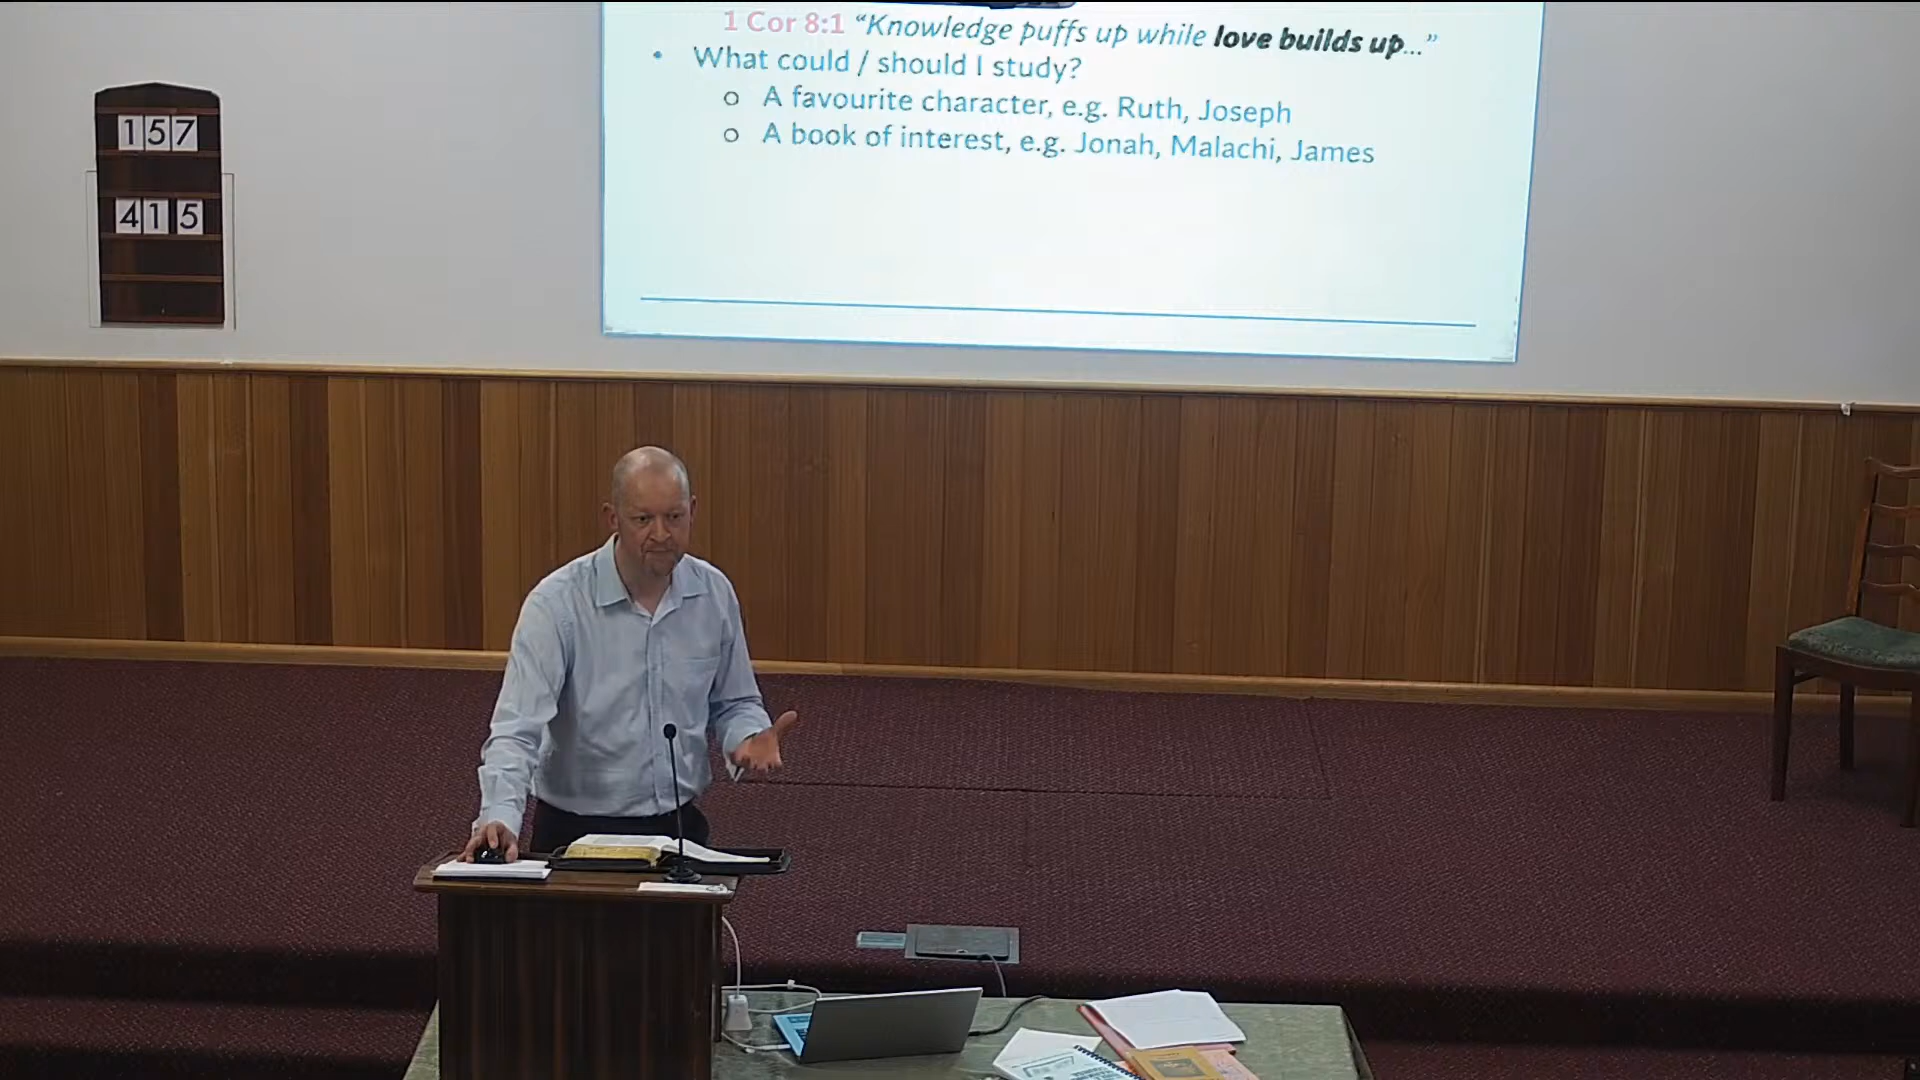 1 Cor 8:1 “Knowledge puffs up while love builds up...”
• What could / should I study?
o A favourite character, e.g. Ruth, Joseph
o A book of interest, e.g. Jonah, Malachi, James
157
415